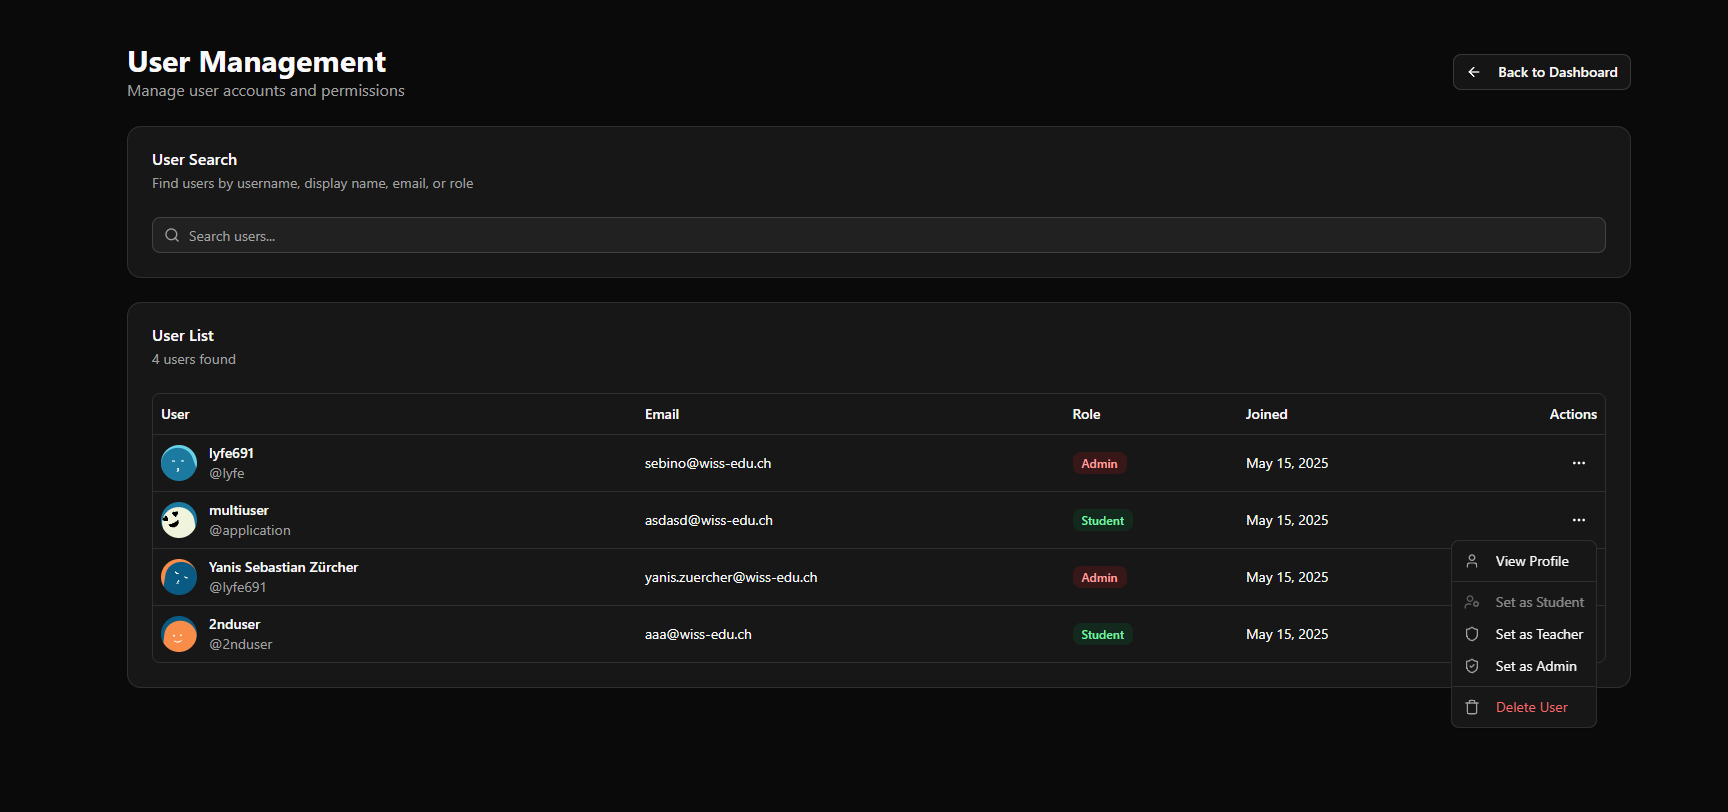 User Management
Manage user accounts and permissions
Back to Dashboard
User Search
Find users by username, display name, email, or role
Search users...
User List
4 users found
User Email Role Joined Actions
lyfe691
@lyfe
sebino@wiss-edu.ch Admin May 15, 2025
multiuser
@application
asdasd@wiss-edu.ch Student May 15, 2025
Yanis Sebastian Zürcher
@lyfe691
yanis.zuercher@wiss-edu.ch Admin May 15, 2025
2nduser
@2nduser
aaa@wiss-edu.ch Student May 15, 2025
View Profile
Set as Student
Set as Teacher
Set as Admin
Delete User